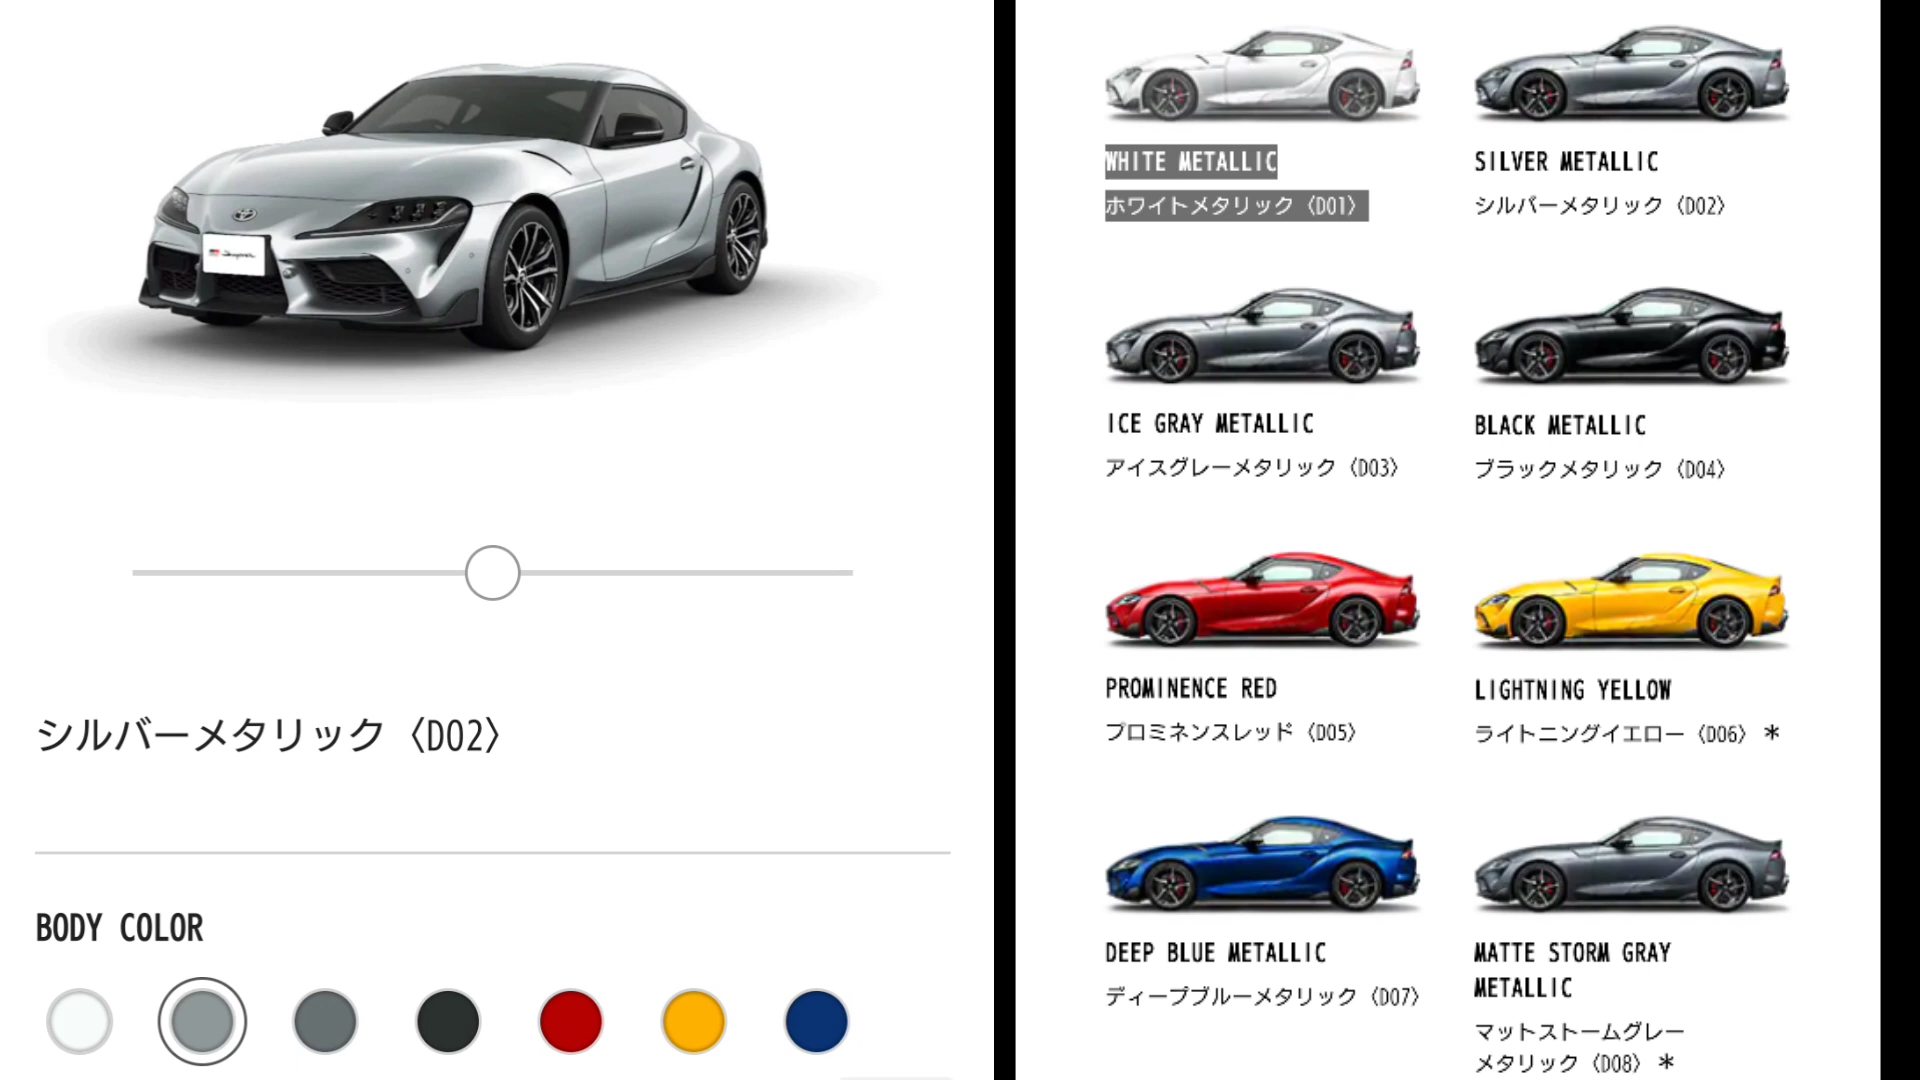 シルバーメタリック〈D02〉
BODY COLOR
WHITE METALLIC
ホワイトメタリック〈D01〉
SILVER METALLIC
シルバーメタリック〈D02〉
ICE GRAY METALLIC
アイスグレーメタリック〈D03〉
BLACK METALLIC
ブラックメタリック〈D04〉
PROMINENCE RED
プロミネンスレッド〈D05〉
LIGHTNING YELLOW
ライトニングイエロー〈D06〉 *
DEEP BLUE METALLIC
ディープブルーメタリック〈D07〉
MATTE STORM GRAY
METALLIC
マットストームグレー
メタリック〈D08〉 *